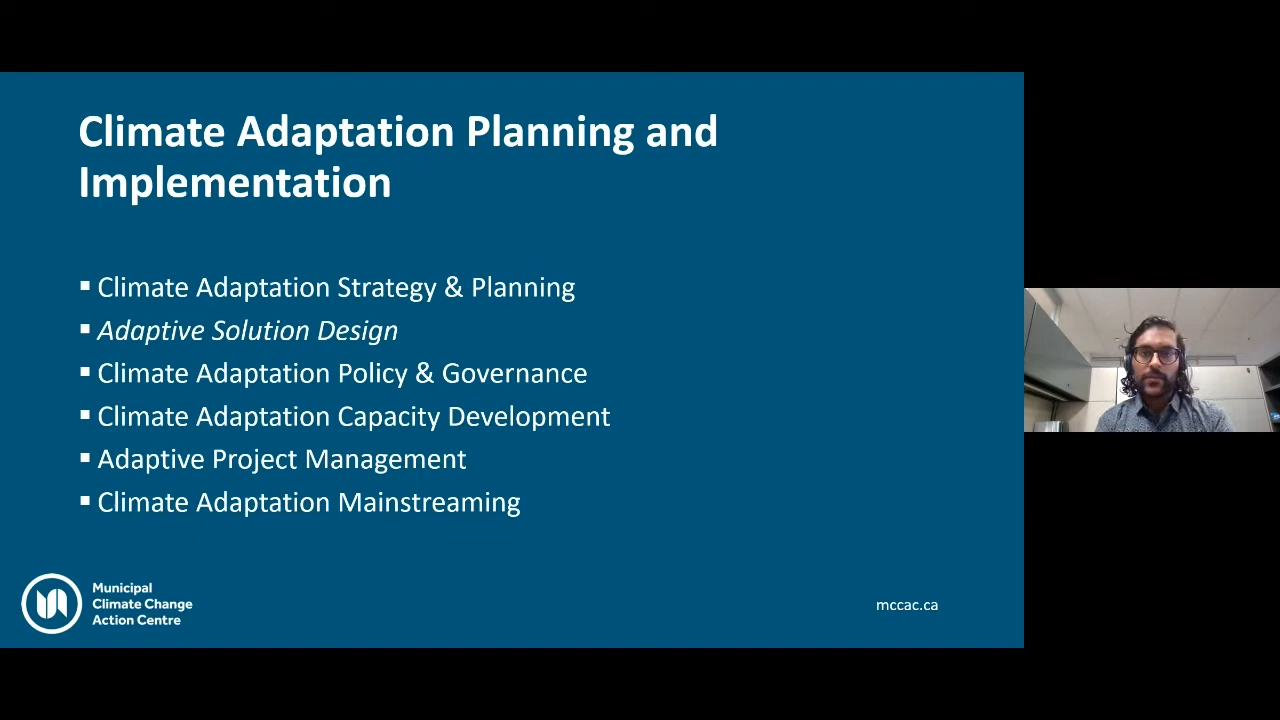 Climate Adaptation Planning and
Implementation
▪ Climate Adaptation Strategy & Planning
▪ Adaptive Solution Design
▪ Climate Adaptation Policy & Governance
▪ Climate Adaptation Capacity Development
▪ Adaptive Project Management
▪ Climate Adaptation Mainstreaming
Municipal
Climate Change
Action Centre
mccac.ca